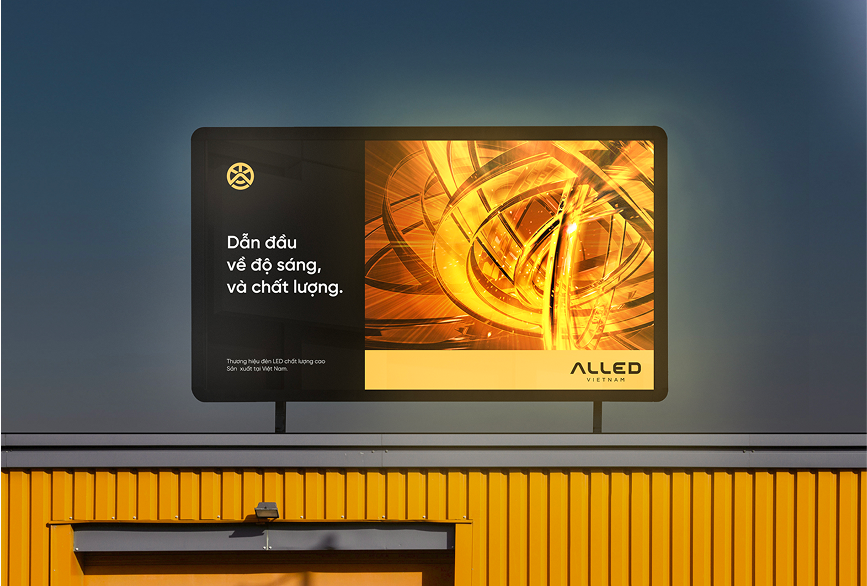 Dẫn đầu
về độ sáng,
và chất lượng.
Thương hiệu đèn LED chất lượng cao
Sản xuất tại Việt Nam.
ALLED
VIETNAM